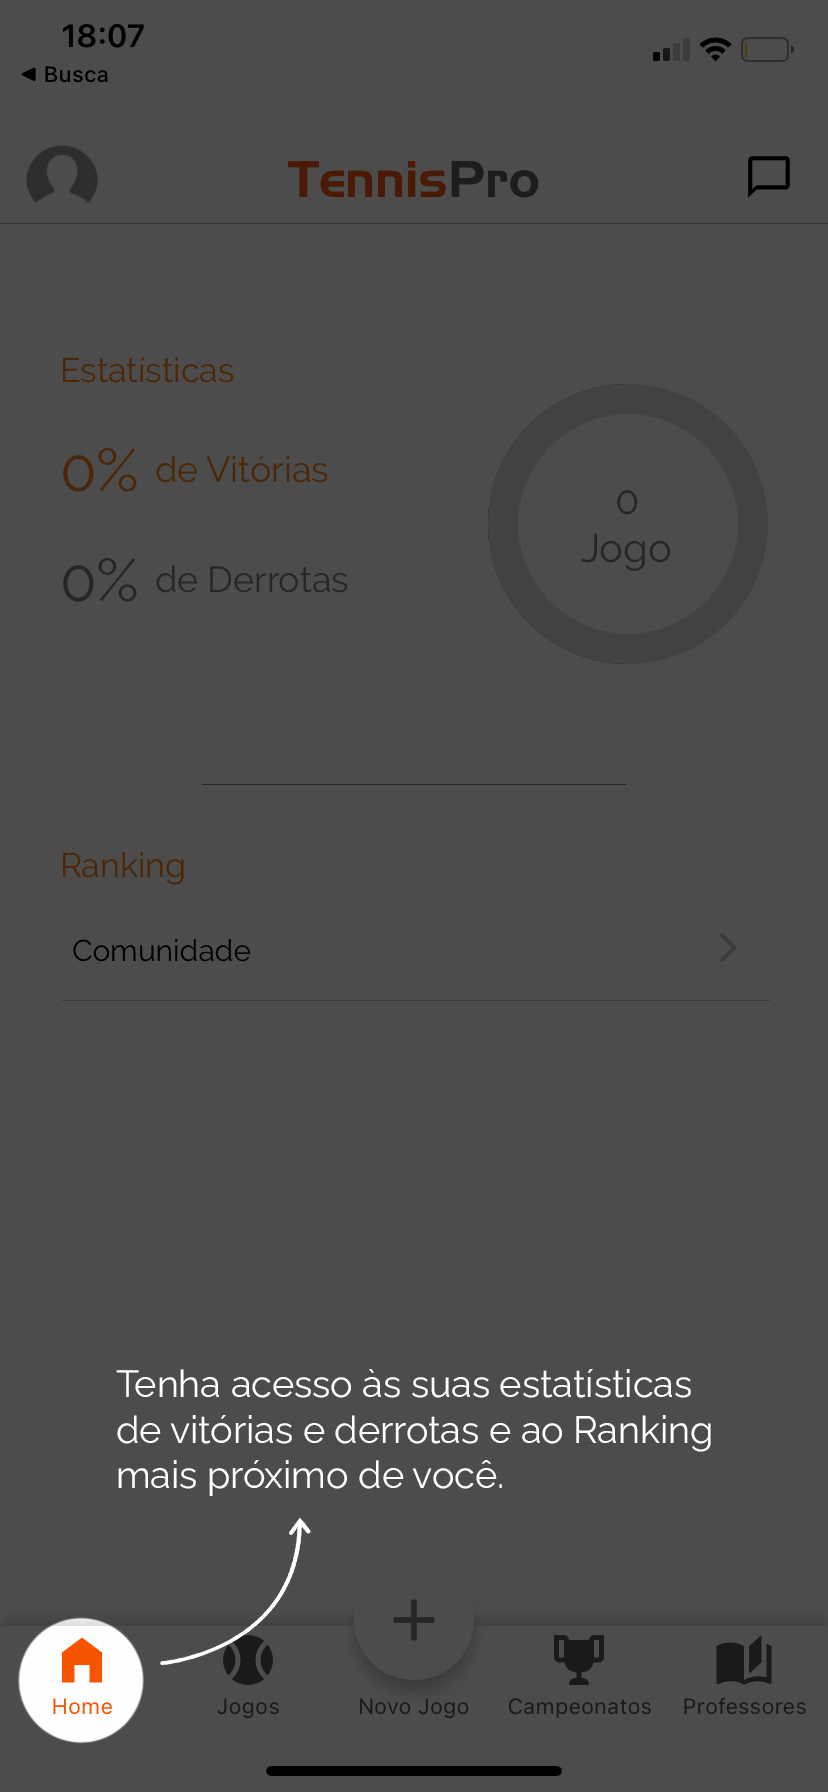 18:07
Busca
TennisPro
Estatísticas
0% de Vitórias
0% de Derrotas
0
Jogo
Ranking
Comunidade
Tenha acesso às suas estatísticas
de vitórias e derrotas e ao Ranking
mais próximo de você.
Home Jogos Novo Jogo Campeonatos Professores